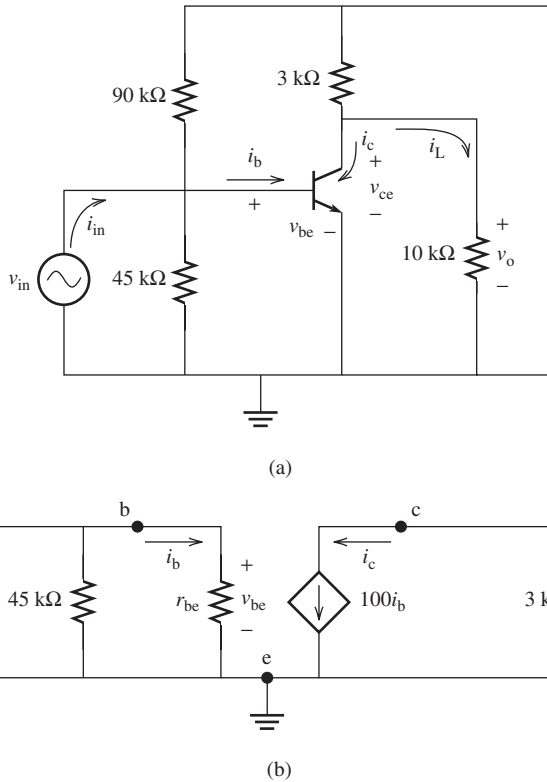 90 kΩ
3 kΩ
i_b
+
i_c
+
v_ce
−
i_L
i_in
v_be −
+
v_in
45 kΩ
10 kΩ
v_o
−
(a)
b
c
i_b
+
i_c
45 kΩ
r_be
v_be
100i_b
3 k
−
e
(b)